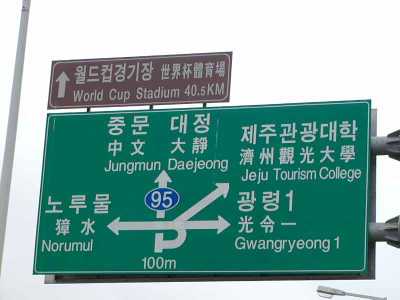 월드컵경기장 世界杯體育場
World Cup Stadium 40.5KM
중문 대정
中文 大靜
Jungmun Daejeong
제주관광대학
濟州觀光大學
Jeju Tourism College
노루물
獐水
Norumul
95
광령1
光令一
Gwangryeong 1
100m